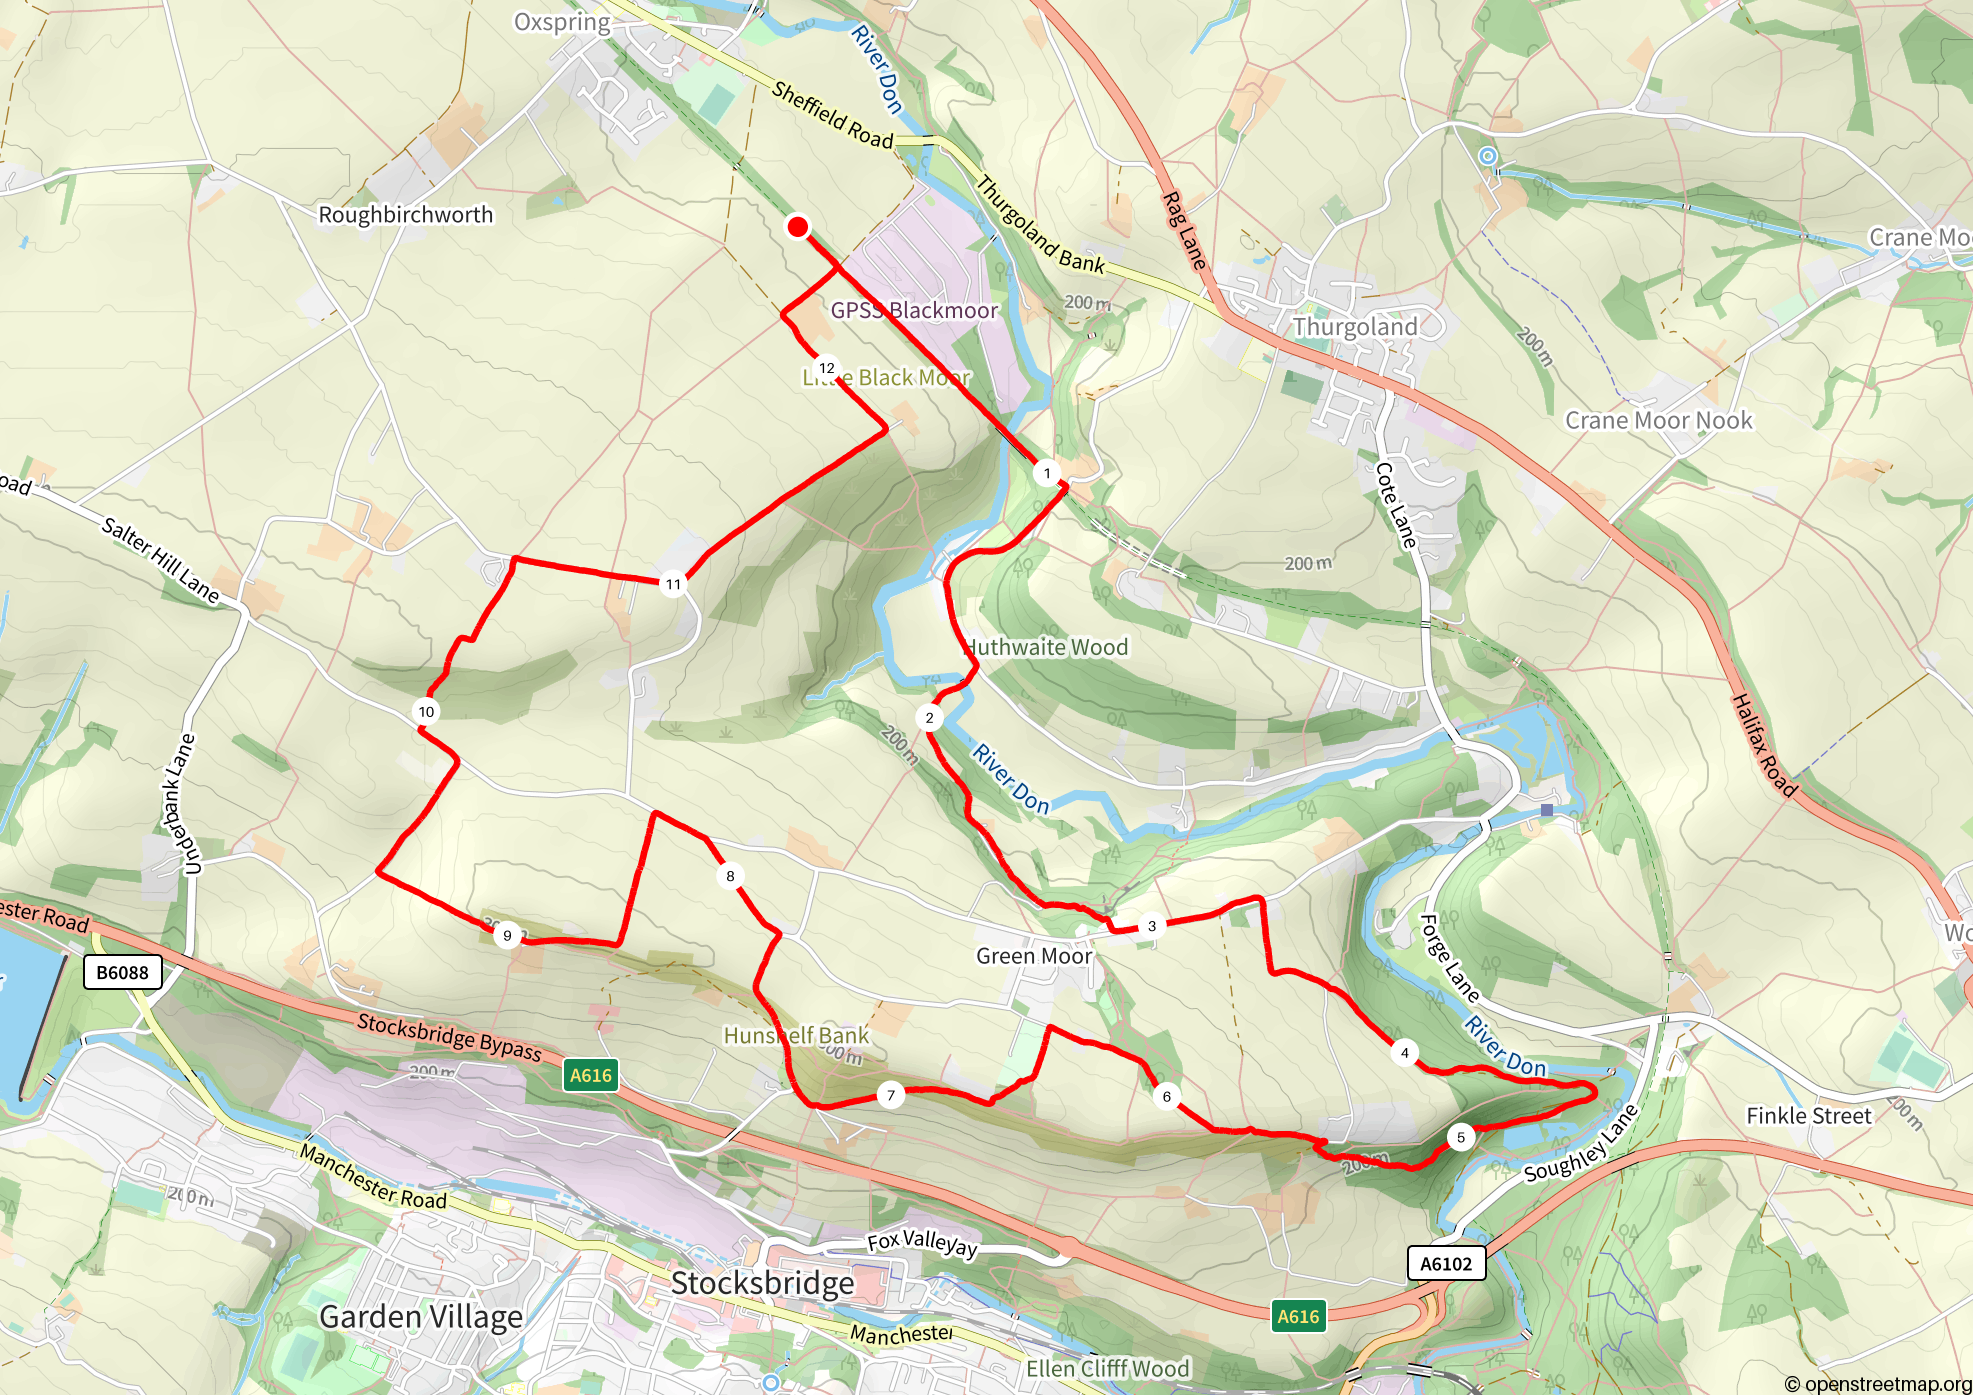 Oxspring
River Don
Sheffield Road
Thurgoland Bank
Rag Lane
Roughbirchworth
Crane Mo
GPSS Blackmoor
200 m
Thurgoland
200 m
12
Little Black Moor
Crane Moor Nook
1
Cote Lane
oad
Salter Hill Lane
200 m
11
Huthwaite Wood
10
2
200 m
River Don
Halifax Road
Underbank Lane
8
ester Road
9
3
Green Moor
Forge Lane
Wo
B6088
Stocksbridge Bypass
Hunshelf Bank
00 m
River Don
4
A616
200 m
7
6
Finkle Street
200 m
5
200 m
Soughley Lane
Manchester Road
200 m
Fox Valleyay
A6102
Stocksbridge
Garden Village
A616
Manchester
Ellen Clifff Wood
© openstreetmap.org